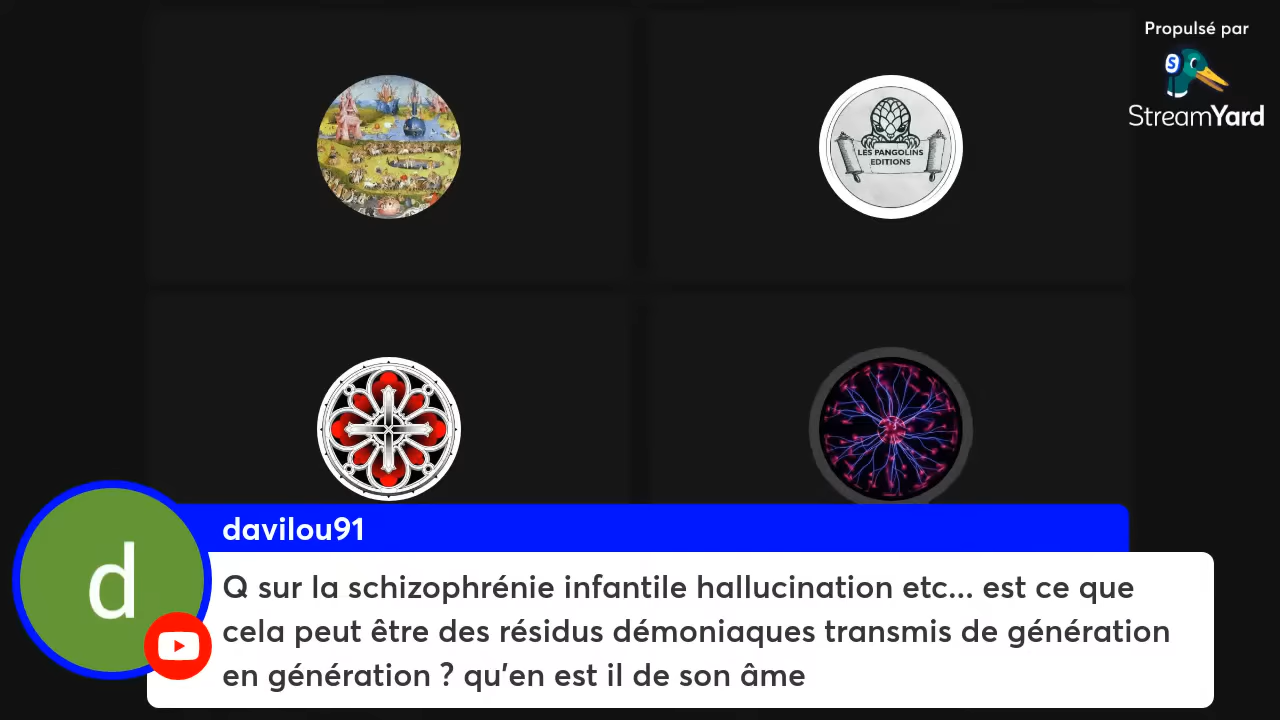 Propulsé par
StreamYard
LES PANGOLINS
EDITIONS
davilou91
d
Q sur la schizophrénie infantile hallucination etc... est ce que
cela peut être des résidus démoniaques transmis de génération
en génération ? qu'en est il de son âme